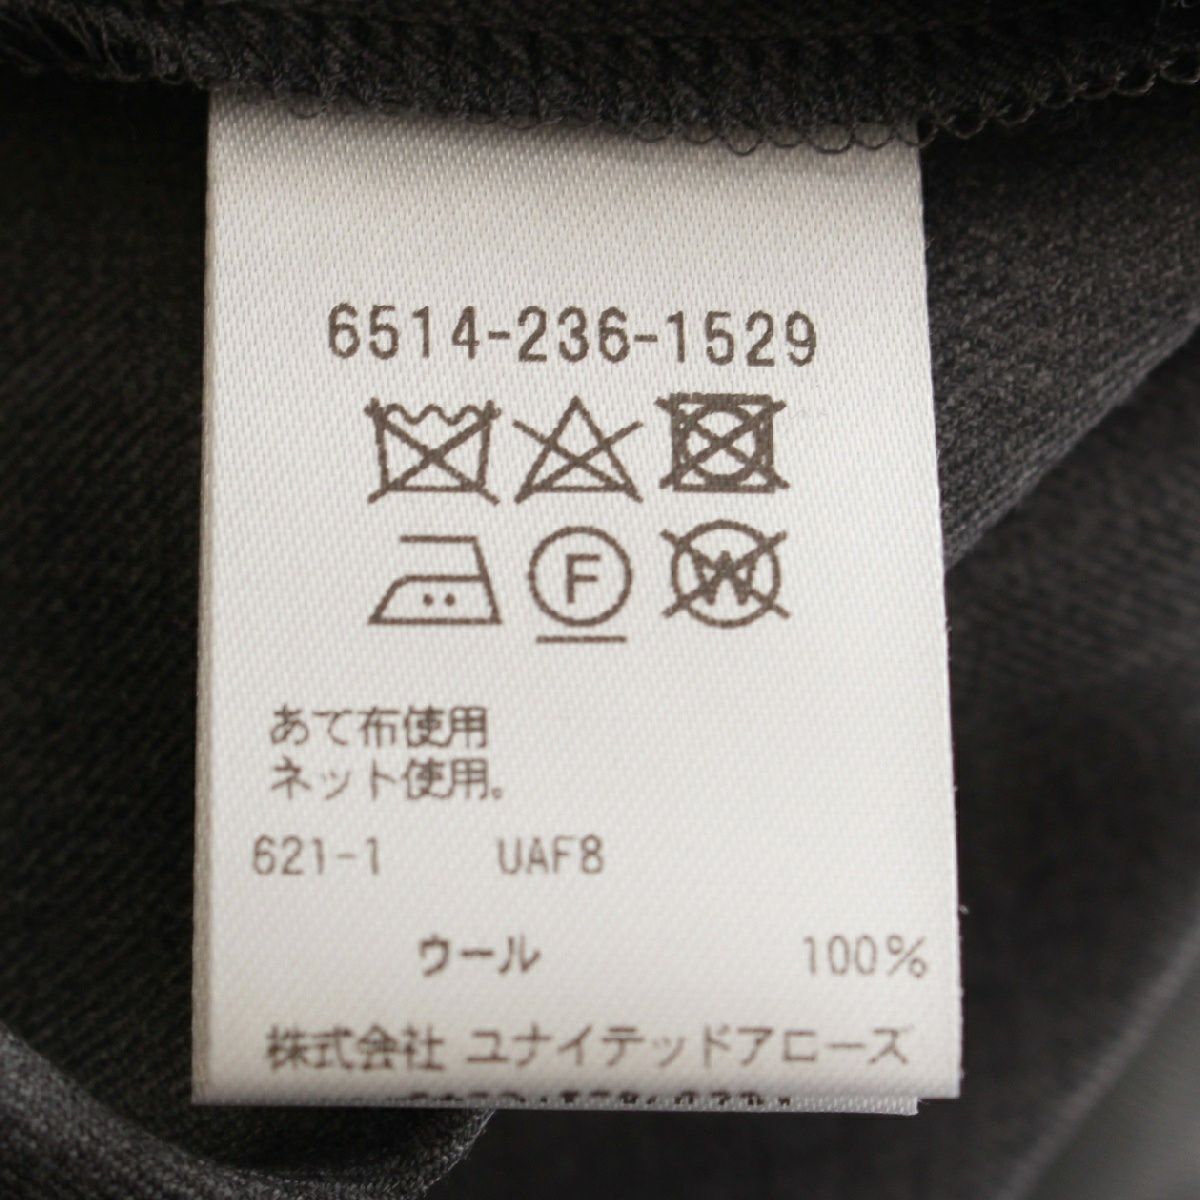 6514-236-1529
F W
あて布使用
ネット使用。
621-1 UAF8
ウール 100%
株式会社 ユナイテッドアローズ